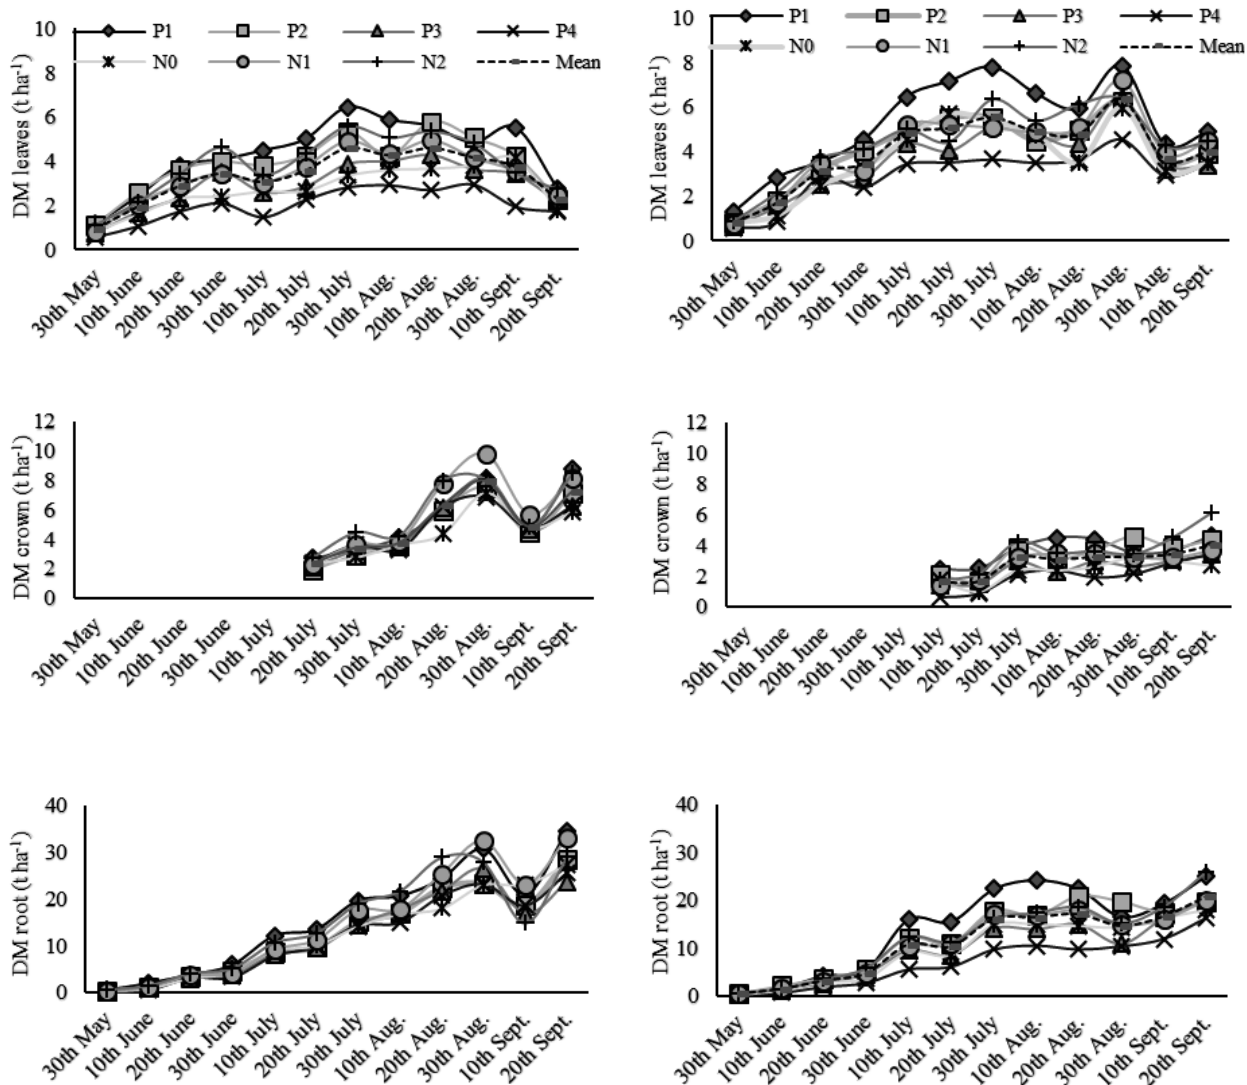 10
8
6
4
2
0
DM leaves (t ha⁻¹)
P1 P2 P3 P4
N0 N1 N2 Mean
30th May 10th June 20th June 30th June 10th July 20th July 30th July 10th Aug. 20th Aug. 30th Aug. 10th Sept. 20th Sept.
10
8
6
4
2
0
DM leaves (t ha⁻¹)
P1 P2 P3 P4
N0 N1 N2 Mean
30th May 10th June 20th June 30th June 10th July 20th July 30th July 10th Aug. 20th Aug. 30th Aug. 10th Aug. 20th Sept.
12
10
8
6
4
2
0
DM crown (t ha⁻¹)
30th May 10th June 20th June 30th June 10th July 20th July 30th July 10th Aug. 20th Aug. 30th Aug. 10th Sept. 20th Sept.
12
10
8
6
4
2
0
DM crown (t ha⁻¹)
30th May 10th June 20th June 30th June 10th July 10th July 20th July 30th July 10th Aug. 20th Aug. 30th Aug. 10th Sept. 20th Sept.
40
30
20
10
0
DM root (t ha⁻¹)
30th May 10th June 20th June 30th June 10th July 20th July 30th July 10th Aug. 20th Aug. 30th Aug. 10th Sept. 20th Sept.
40
30
20
10
0
DM root (t ha⁻¹)
30th May 10th June 20th June 30th June 10th July 20th July 30th July 10th Aug. 20th Aug. 30th Aug. 10th Sept. 20th Sept.